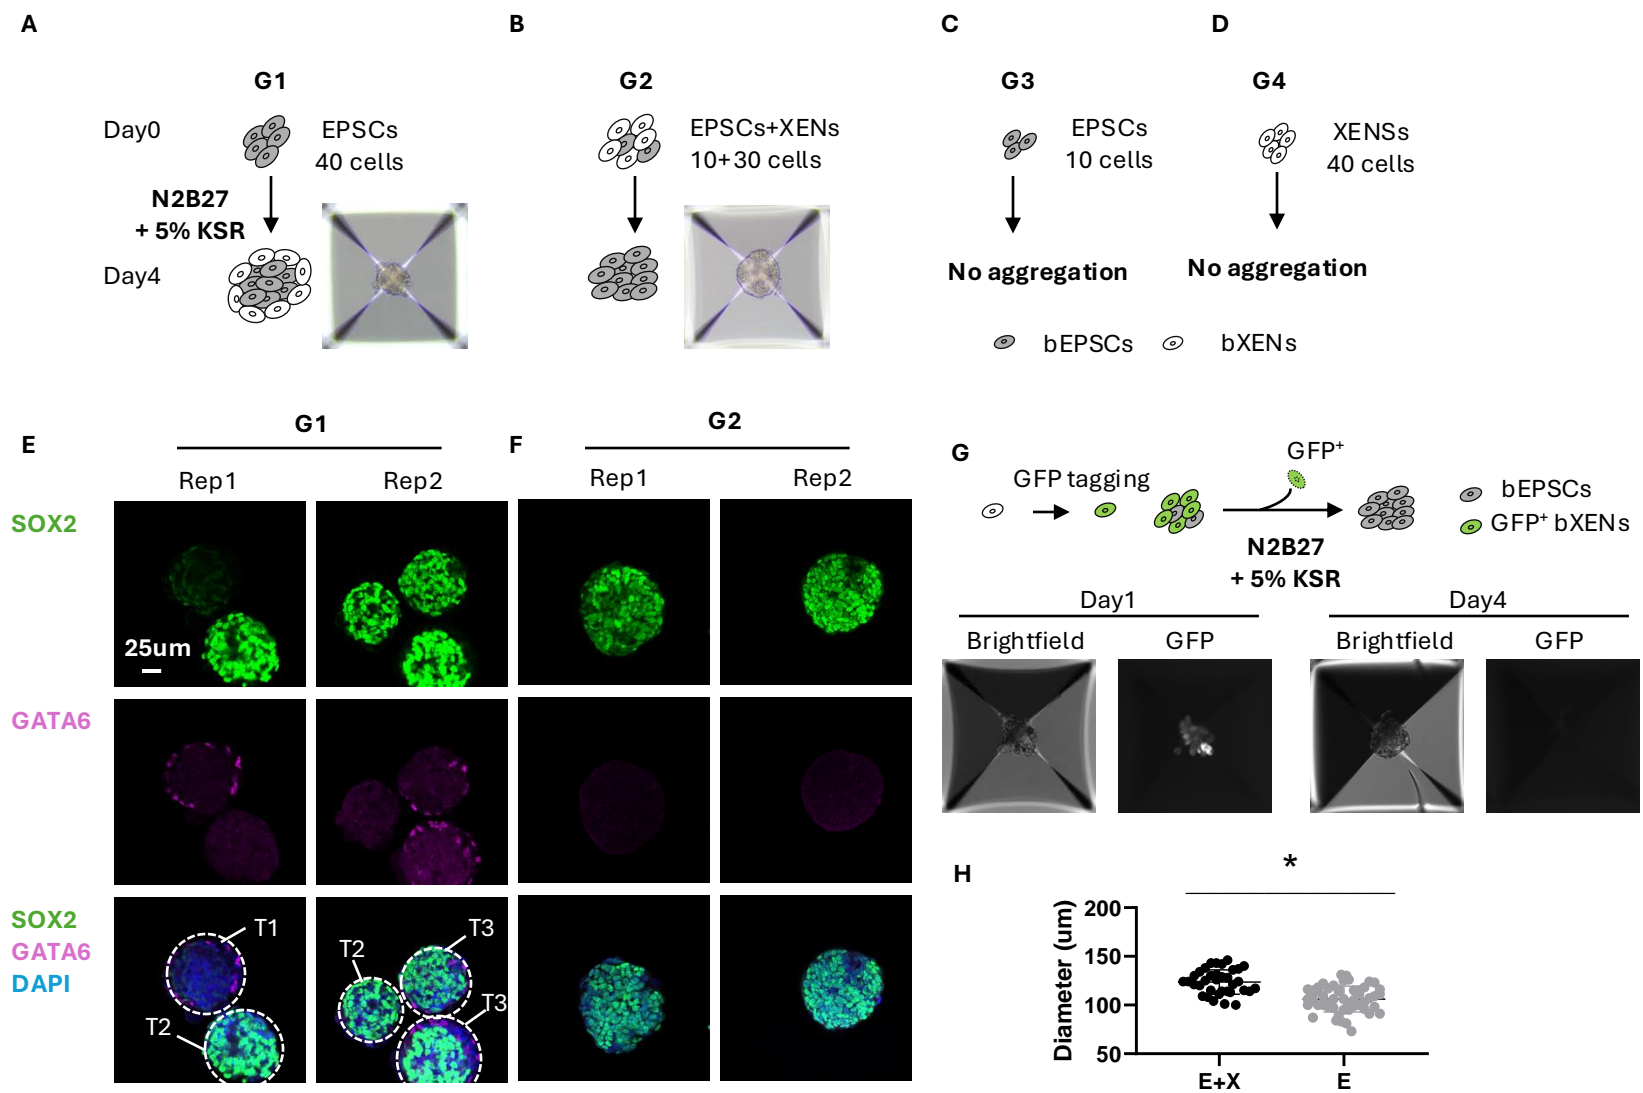 A
B
C
D
G1
G2
G3
G4
Day0
EPSCs
40 cells
EPSCs+XENs
10+30 cells
EPSCs
10 cells
XENSs
40 cells
N2B27
+ 5% KSR
Day4
No aggregation
No aggregation
bEPSCs
bXENs
G1
G2
E
F
G
Rep1
Rep2
Rep1
Rep2
SOX2
25um
GATA6
SOX2
GATA6
DAPI
T1
T2
T2
T3
T3
GFP tagging
GFP+
bEPSCs
GFP+ bXENs
N2B27
+ 5% KSR
Day1
Day4
Brightfield
GFP
Brightfield
GFP
H
*
Diameter (um)
200
150
100
50
E+X
E